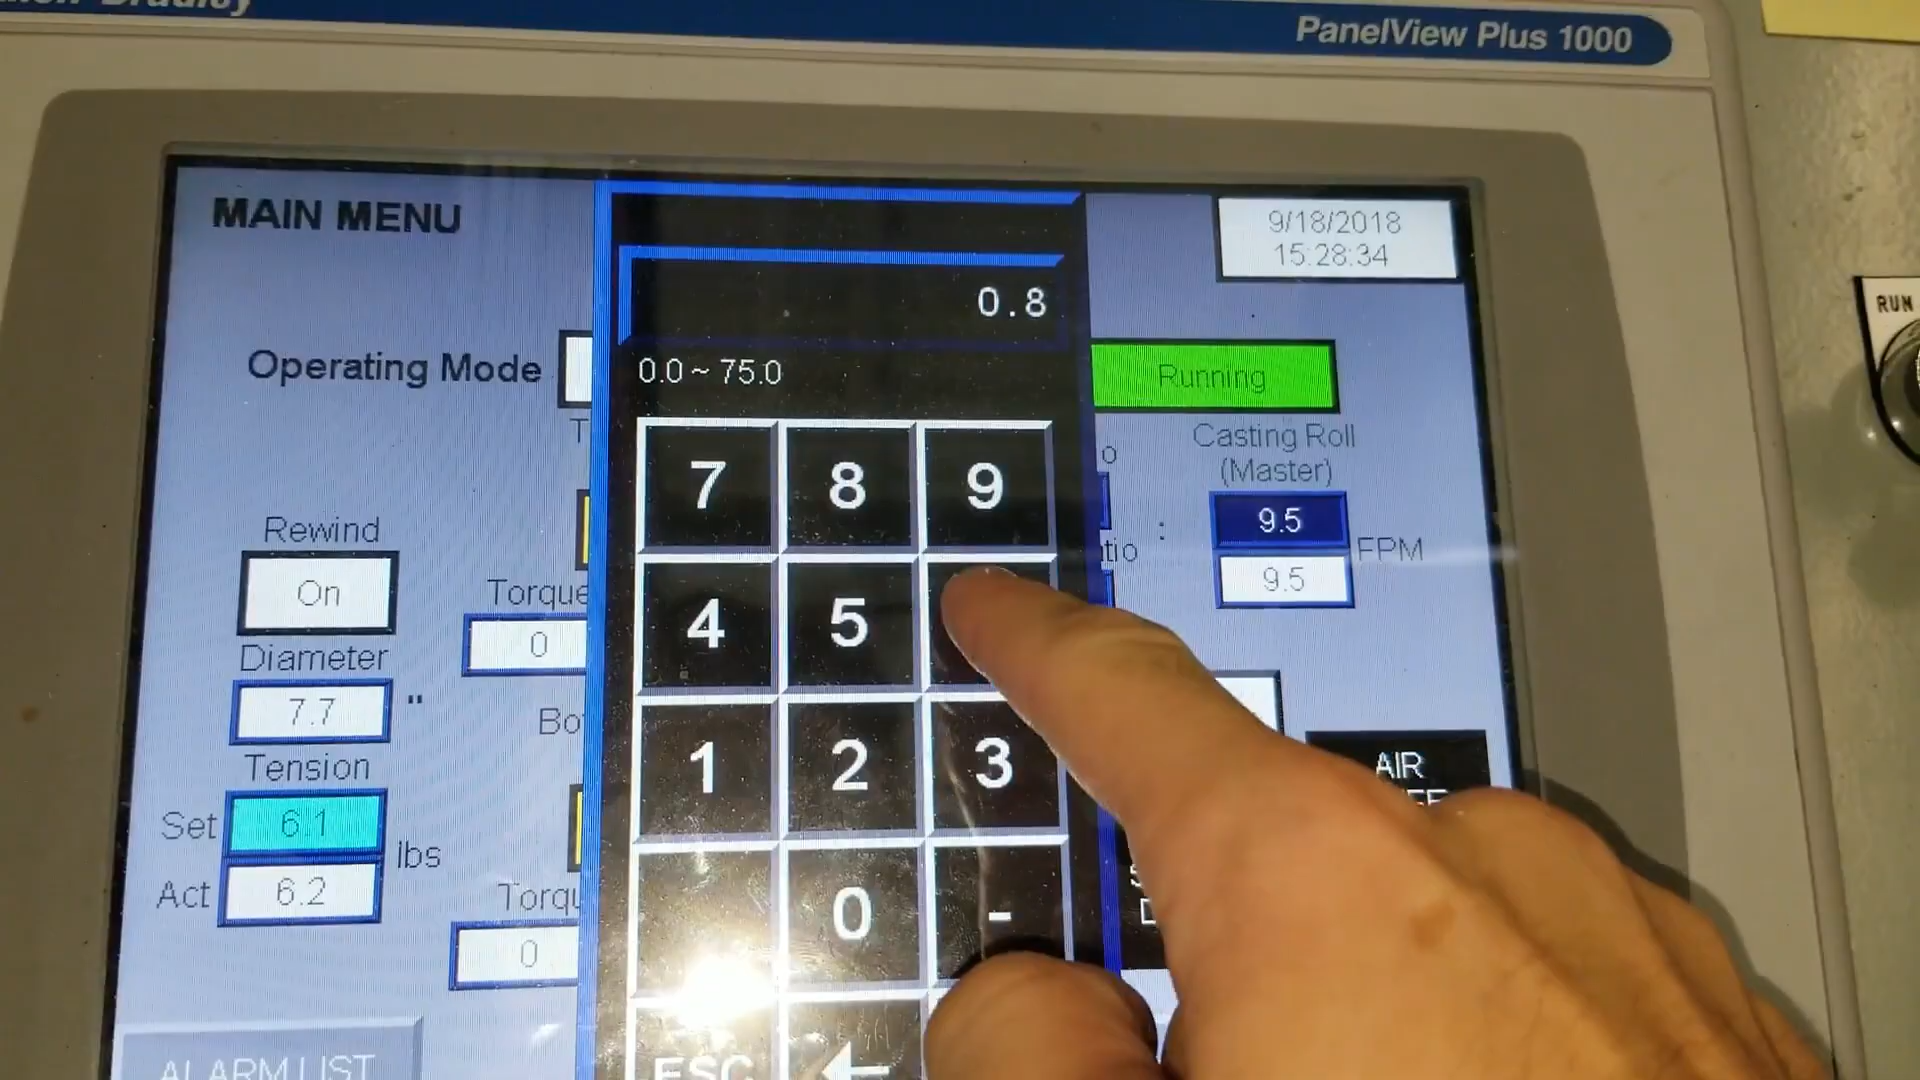 Bradley
PanelView Plus 1000
MAIN MENU
9/18/2018
15:28:34
0.8
0.0 ~ 75.0
Operating Mode
Running
RUN
Casting Roll
(Master)
7 8 9
9.5
:
FPM
9.5
Rewind
On
Torque
0
4 5
Diameter
7.7 "
Tension
1 2 3
AIR
Set 6.1
lbs
Act 6.2
0 -
0
ESC ←
ALARM LIST